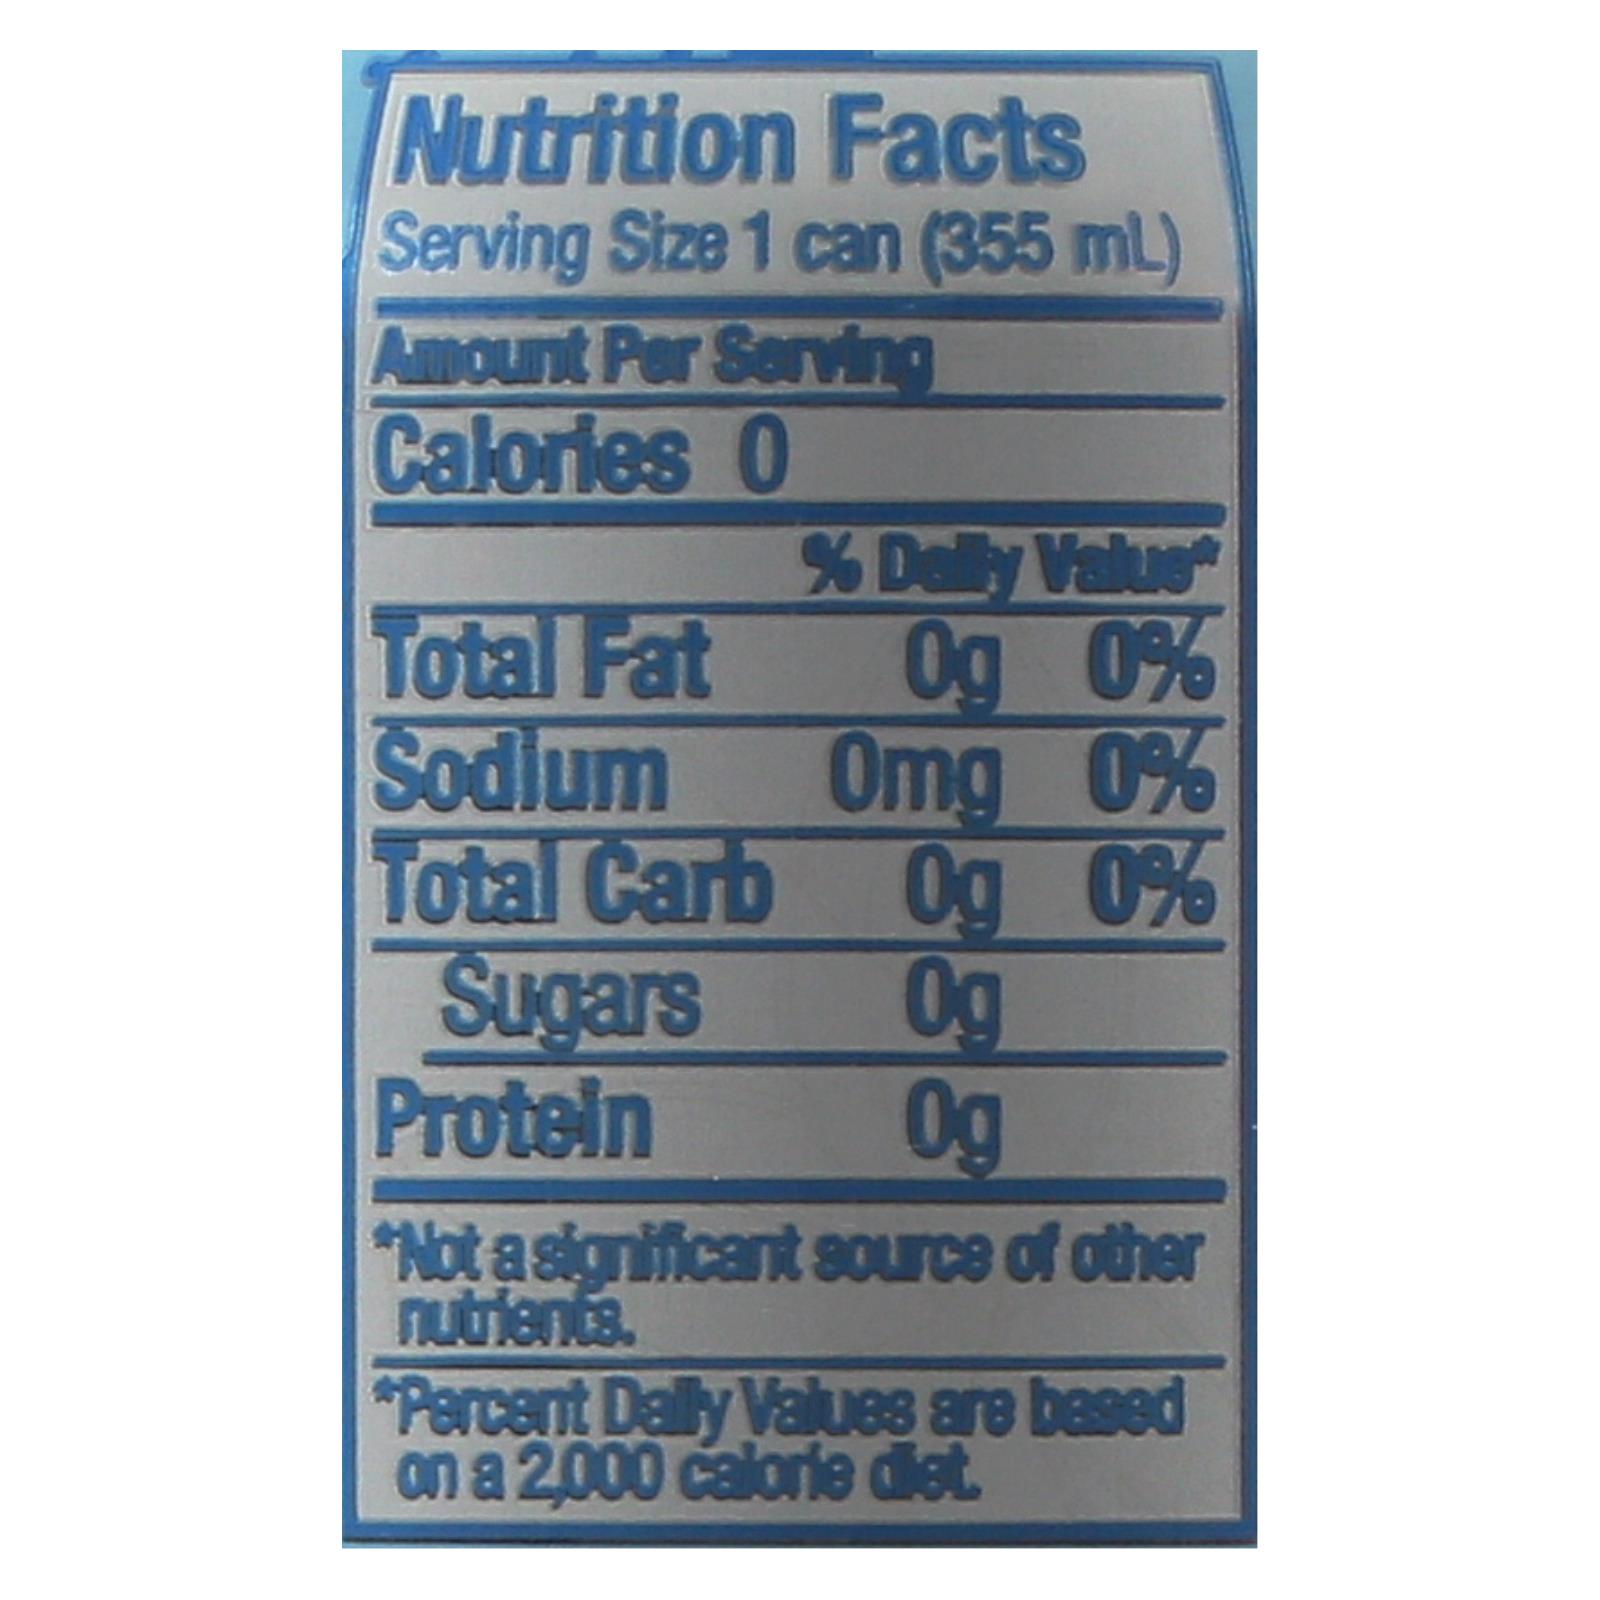 Nutrition Facts
Serving Size 1 can (355 mL)
Amount Per Serving
Calories 0
% Daily Value*
Total Fat 0g 0%
Sodium 0mg 0%
Total Carb 0g 0%
Sugars 0g
Protein 0g
*Not a significant source of other
nutrients.
*Percent Daily Values are based
on a 2,000 calorie diet.